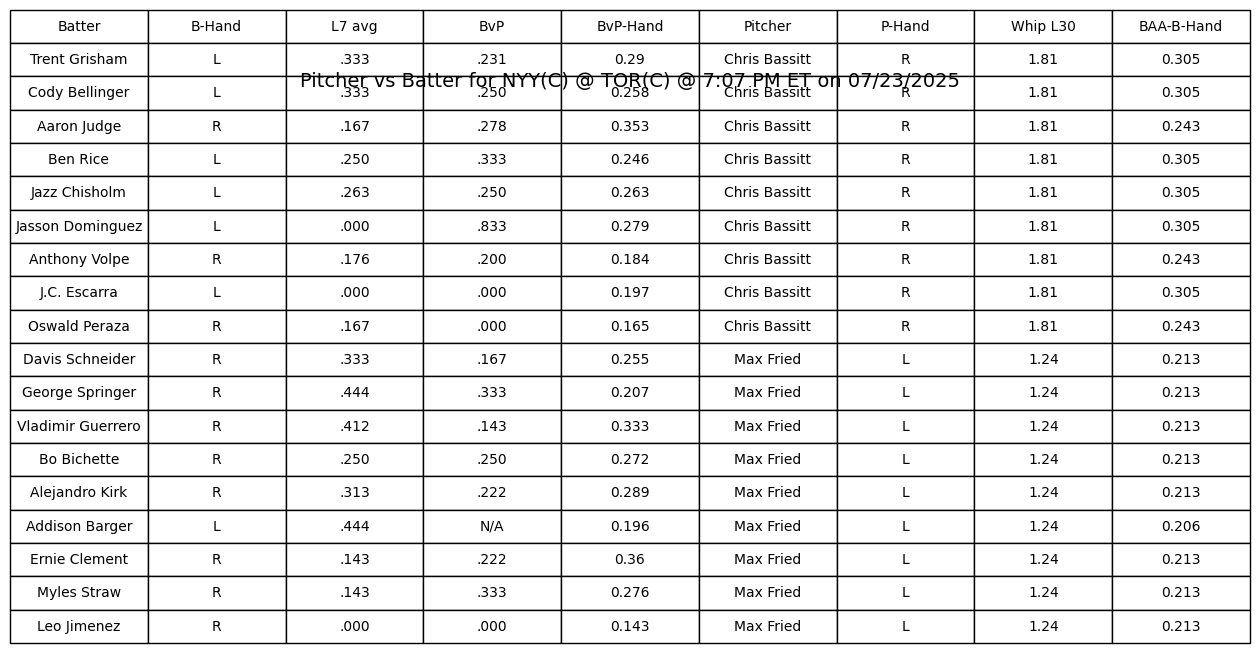 Batter B-Hand L7 avg BvP BvP-Hand Pitcher P-Hand Whip L30 BAA-B-Hand
Trent Grisham L .333 .231 0.29 Chris Bassitt R 1.81 0.305
Pitcher vs Batter for NYY(C) @ TOR(C) @ 7:07 PM ET on 07/23/2025
Cody Bellinger L .333 .250 0.258 Chris Bassitt R 1.81 0.305
Aaron Judge R .167 .278 0.353 Chris Bassitt R 1.81 0.243
Ben Rice L .250 .333 0.246 Chris Bassitt R 1.81 0.305
Jazz Chisholm L .263 .250 0.263 Chris Bassitt R 1.81 0.305
Jasson Dominguez L .000 .833 0.279 Chris Bassitt R 1.81 0.305
Anthony Volpe R .176 .200 0.184 Chris Bassitt R 1.81 0.243
J.C. Escarra L .000 .000 0.197 Chris Bassitt R 1.81 0.305
Oswald Peraza R .167 .000 0.165 Chris Bassitt R 1.81 0.243
Davis Schneider R .333 .167 0.255 Max Fried L 1.24 0.213
George Springer R .444 .333 0.207 Max Fried L 1.24 0.213
Vladimir Guerrero R .412 .143 0.333 Max Fried L 1.24 0.213
Bo Bichette R .250 .250 0.272 Max Fried L 1.24 0.213
Alejandro Kirk R .313 .222 0.289 Max Fried L 1.24 0.213
Addison Barger L .444 N/A 0.196 Max Fried L 1.24 0.206
Ernie Clement R .143 .222 0.36 Max Fried L 1.24 0.213
Myles Straw R .143 .333 0.276 Max Fried L 1.24 0.213
Leo Jimenez R .000 .000 0.143 Max Fried L 1.24 0.213